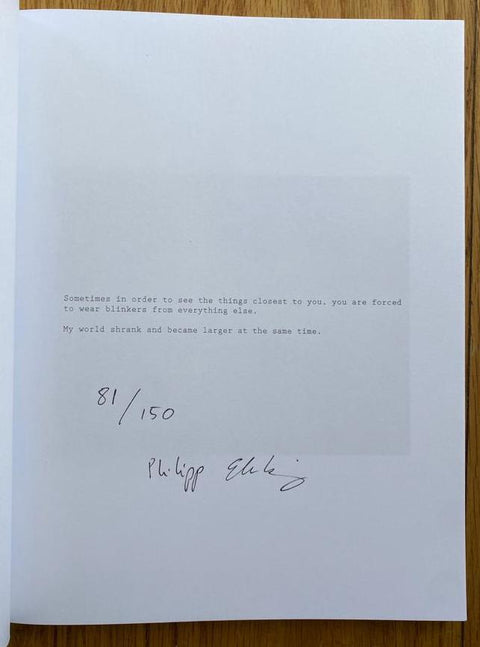 Sometimes in order to see the things closest to you, you are forced
to wear blinkers from everything else.
My world shrank and became larger at the same time.
81/150
Philipp